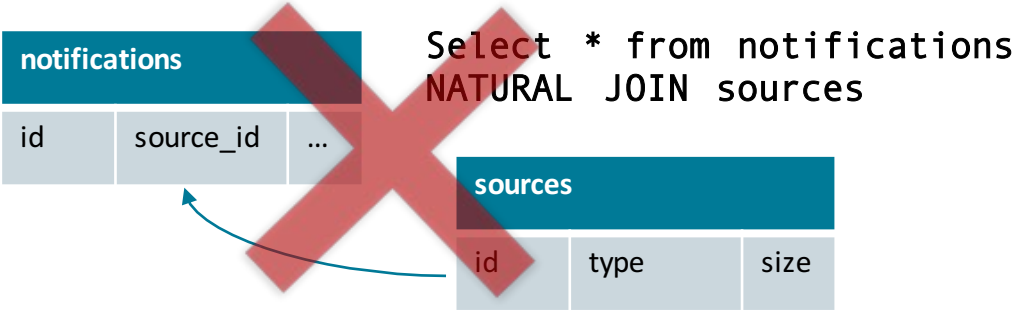 notifications
id source_id ...
Select * from notifications
NATURAL JOIN sources
sources
id type size